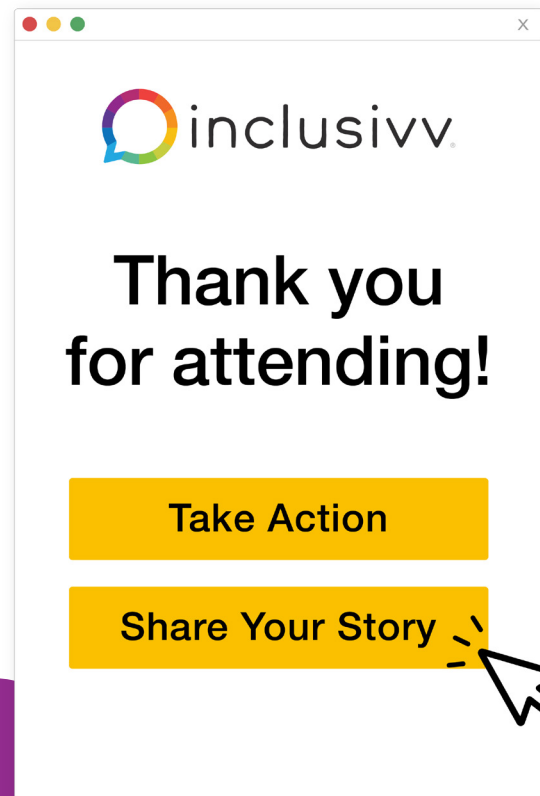 X
inclusivv®
Thank you
for attending!
Take Action
Share Your Story